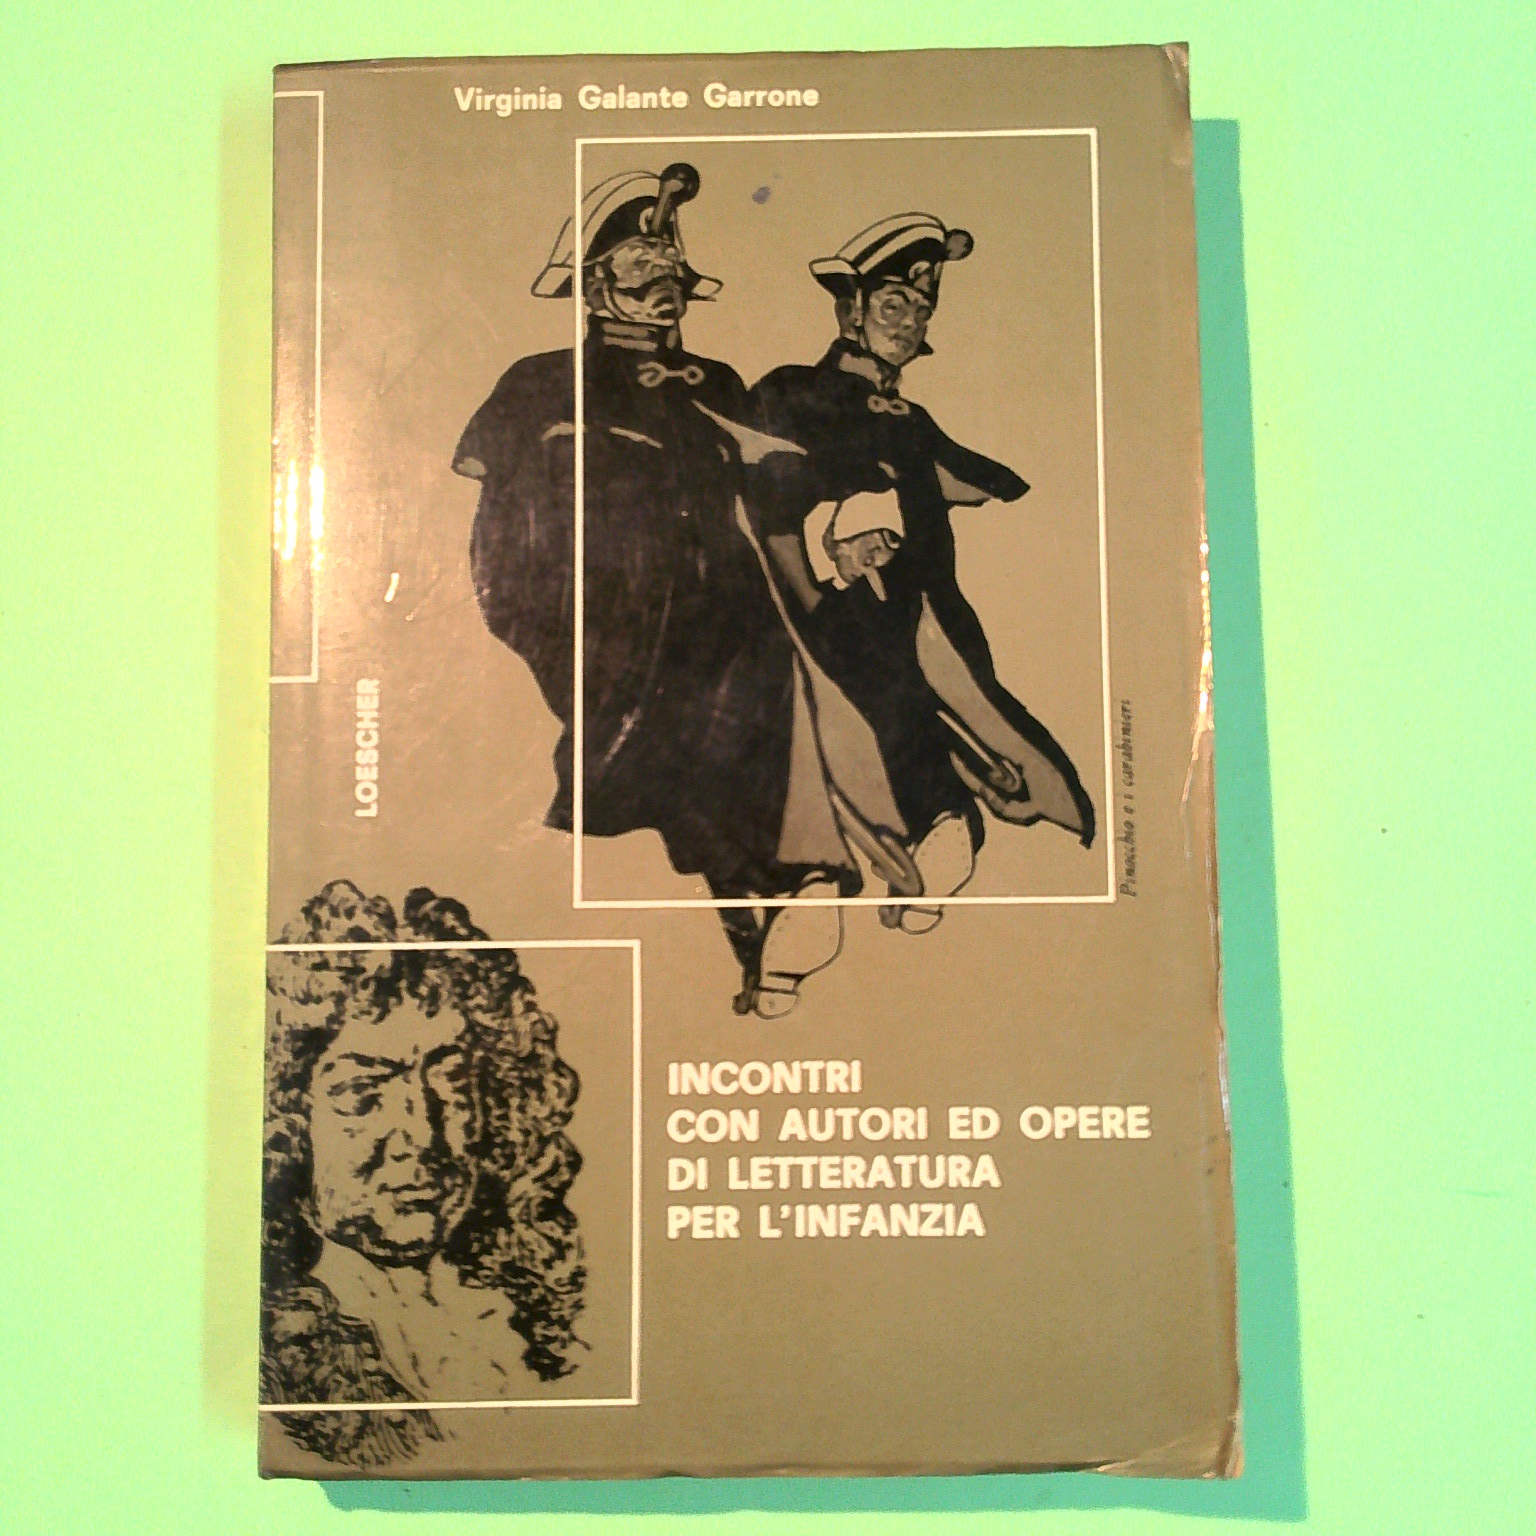 Virginia Galante Garrone
LOESCHER
Pinocchio e i carabinieri
INCONTRI
CON AUTORI ED OPERE
DI LETTERATURA
PER L'INFANZIA